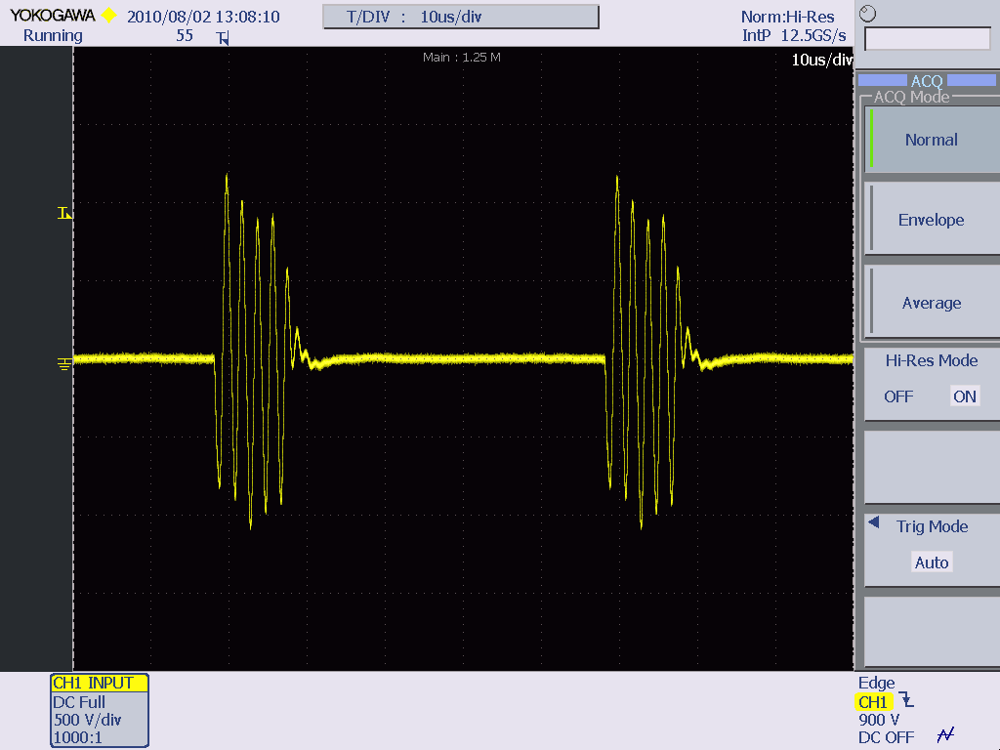 YOKOGAWA 2010/08/02 13:08:10
Running 55
T/DIV : 10us/div
Norm:Hi-Res
IntP 12.5GS/s
Main : 1.25 M
10us/div
ACQ
ACQ Mode
Normal
Envelope
Average
Hi-Res Mode
OFF ON
Trig Mode
Auto
CH1 INPUT
DC Full
500 V/div
1000:1
Edge
CH1
900 V
DC OFF